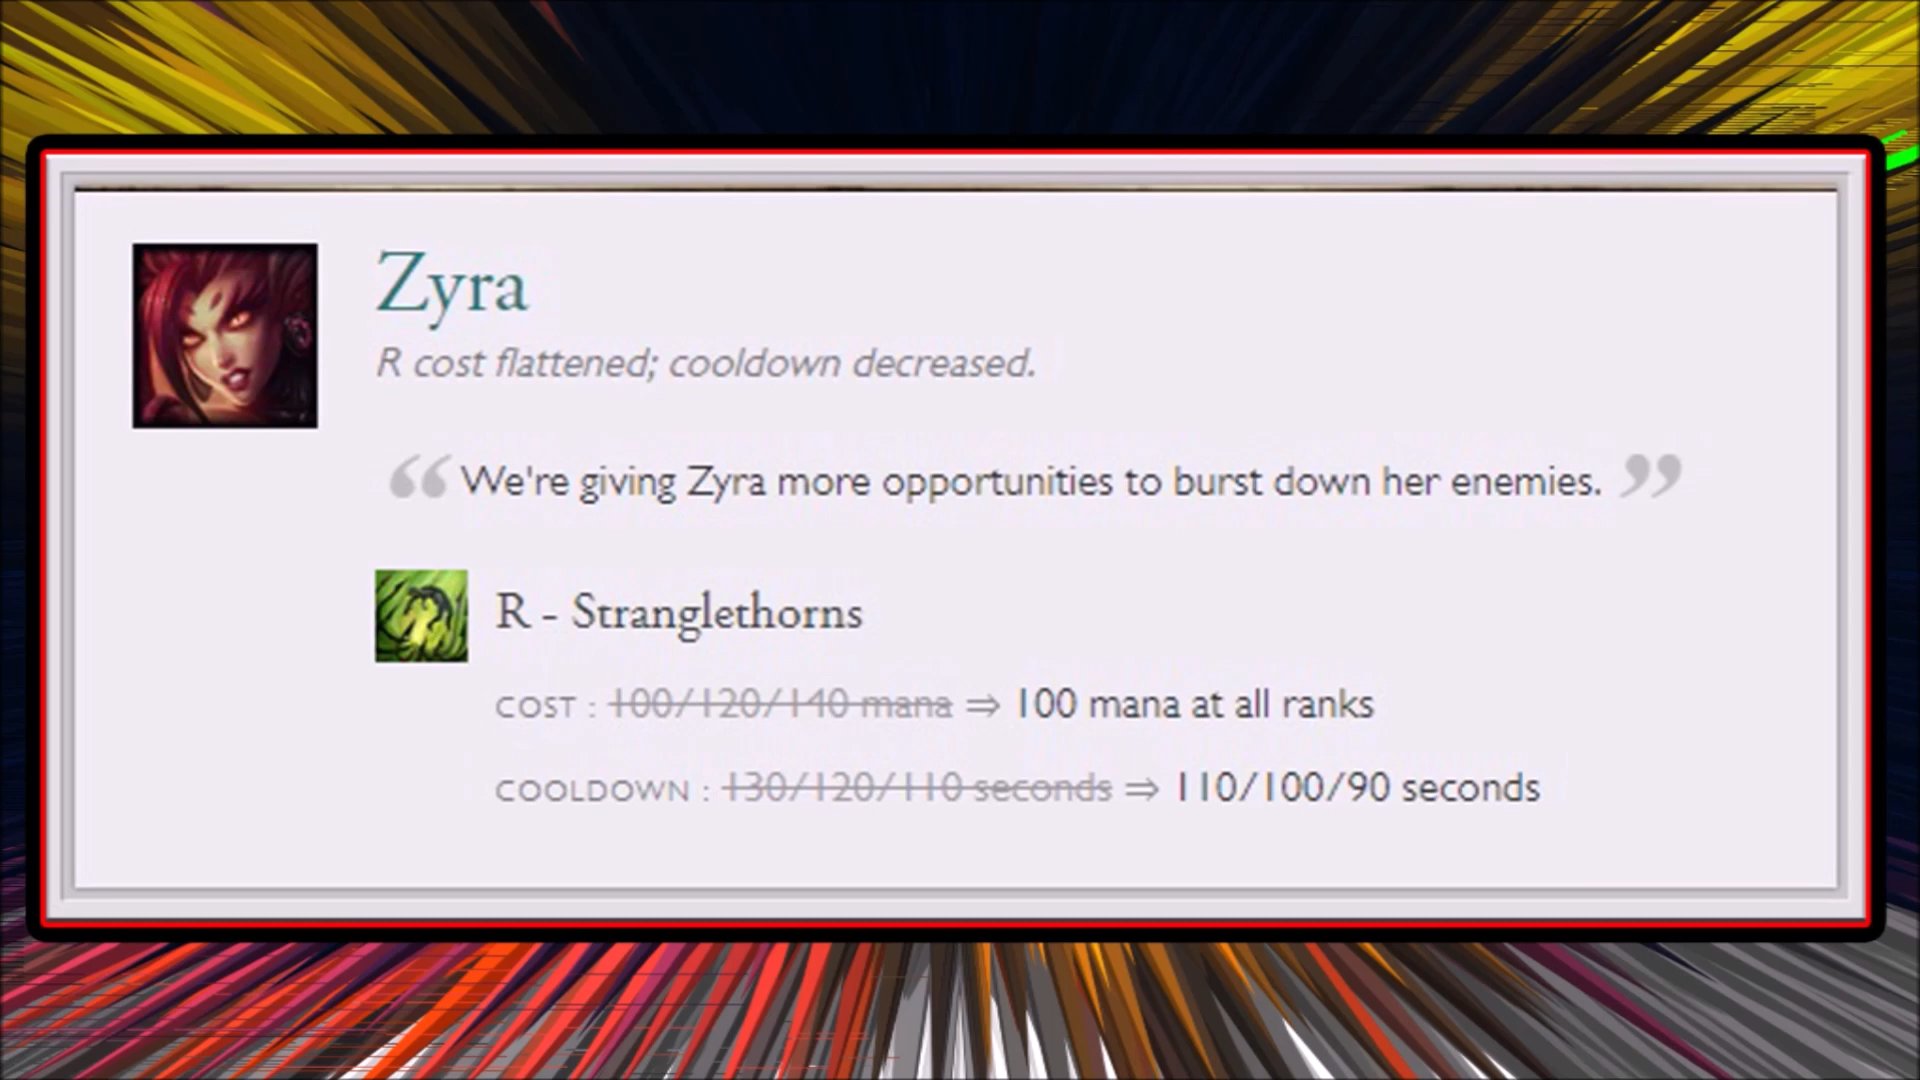 Zyra
R cost flattened; cooldown decreased.
“We're giving Zyra more opportunities to burst down her enemies.”
R - Stranglethorns
COST : 100/120/140 mana ⇒ 100 mana at all ranks
COOLDOWN : 130/120/110 seconds ⇒ 110/100/90 seconds